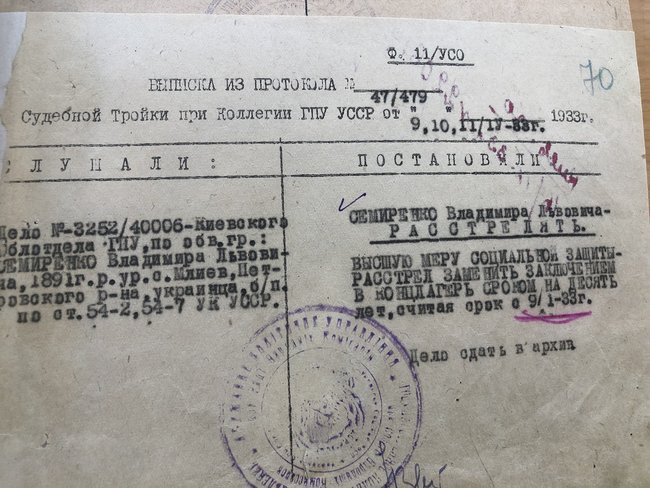 Ф. 11/УСО
70
ВЫПИСКА ИЗ ПРОТОКОЛА №
47/479
Судебной Тройки при Коллегии ГПУ УССР от " " 1933г.
9,10,11/IУ-33г.
СЛУШАЛИ:
ПОСТАНОВИЛИ
Дело №-3252/40006-Киевского
Облотдела ГПУ, по обв.гр.:
СЕМИРЕНКО Владимира Львови-
ча, 1891г.р.ур.с.Млиев, Пет-
ровского р-на, украинца, б/п.
по ст.54-2, 54-7 УК УССР.
СЕМИРЕНКО Владимира Львовича-
РАССТРЕЛЯТЬ.
ВЫСШУЮ МЕРУ СОЦИАЛЬНОЙ ЗАЩИТЫ-
РАССТРЕЛ ЗАМЕНИТЬ ЗАКЛЮЧЕНИЕМ
В КОНЦЛАГЕРЬ СРОКОМ НА ДЕСЯТЬ
ЛЕТ, считая срок с 9/1-33г.
Дело сдать в архив